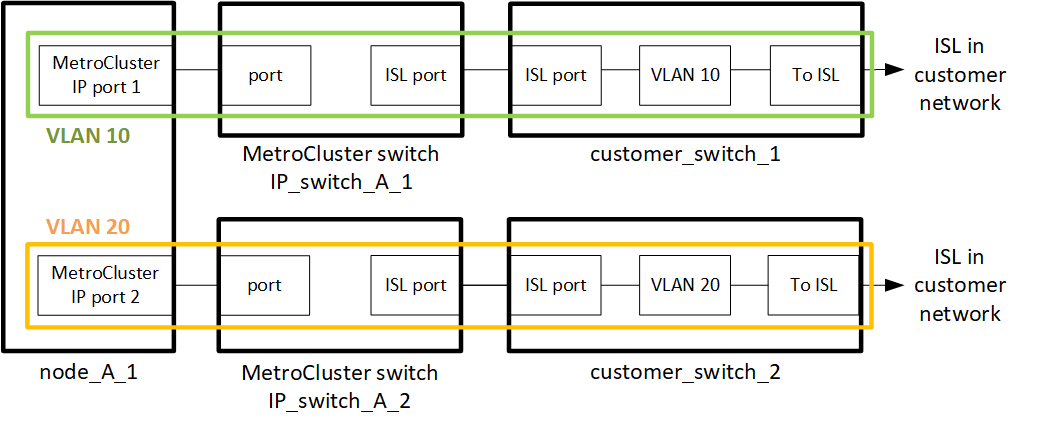 MetroCluster
IP port 1
port
ISL port
ISL port
VLAN 10
To ISL
ISL in
customer
network
VLAN 10
MetroCluster switch
IP_switch_A_1
customer_switch_1
VLAN 20
MetroCluster
IP port 2
port
ISL port
ISL port
VLAN 20
To ISL
ISL in
customer
network
node_A_1
MetroCluster switch
IP_switch_A_2
customer_switch_2